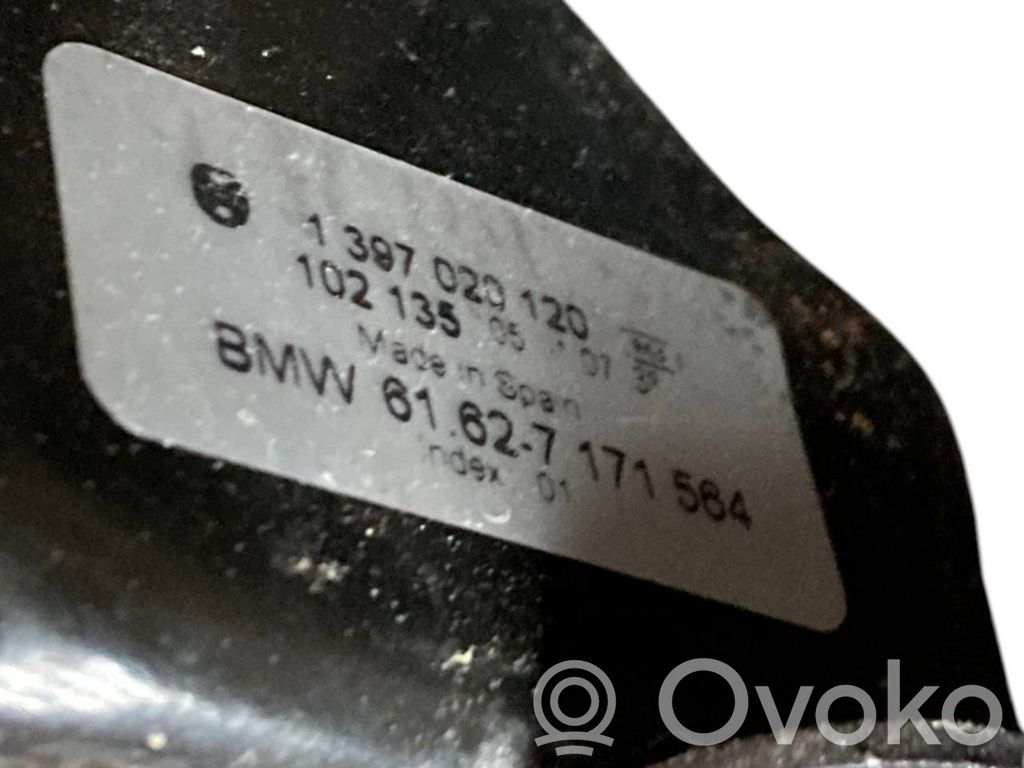 1 397 020 120
102 135 05 107
Made in Spain
BMW 61.62-7 171 564
Index 01
® Ovoko